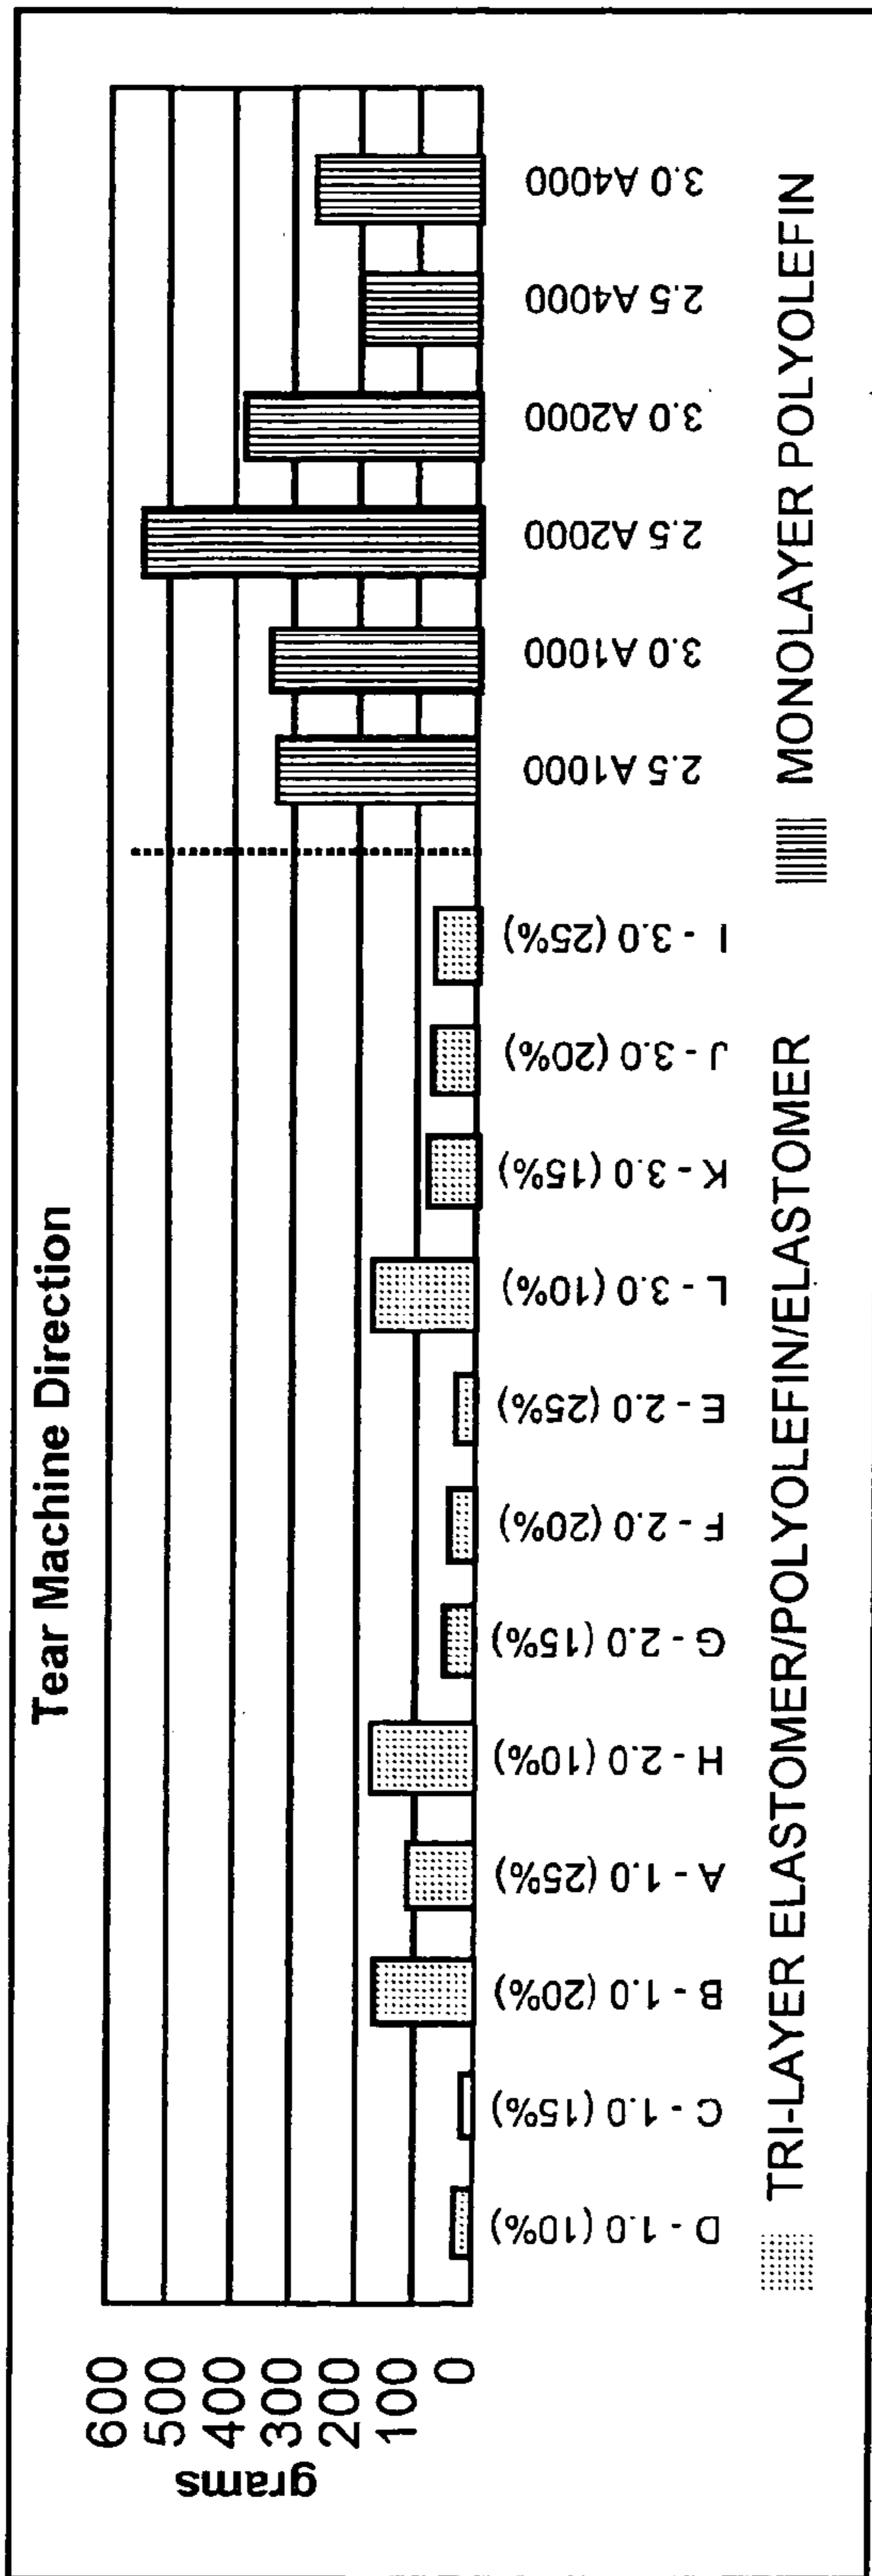 Tear Machine Direction
grams
600
500
400
300
200
100
0
D - 1.0 (10%)
C - 1.0 (15%)
B - 1.0 (20%)
A - 1.0 (25%)
H - 2.0 (10%)
G - 2.0 (15%)
F - 2.0 (20%)
E - 2.0 (25%)
L - 3.0 (10%)
K - 3.0 (15%)
J - 3.0 (20%)
I - 3.0 (25%)
2.5 A1000
3.0 A1000
2.5 A2000
3.0 A2000
2.5 A4000
3.0 A4000
TRI-LAYER ELASTOMER/POLYOLEFIN/ELASTOMER
MONOLAYER POLYOLEFIN